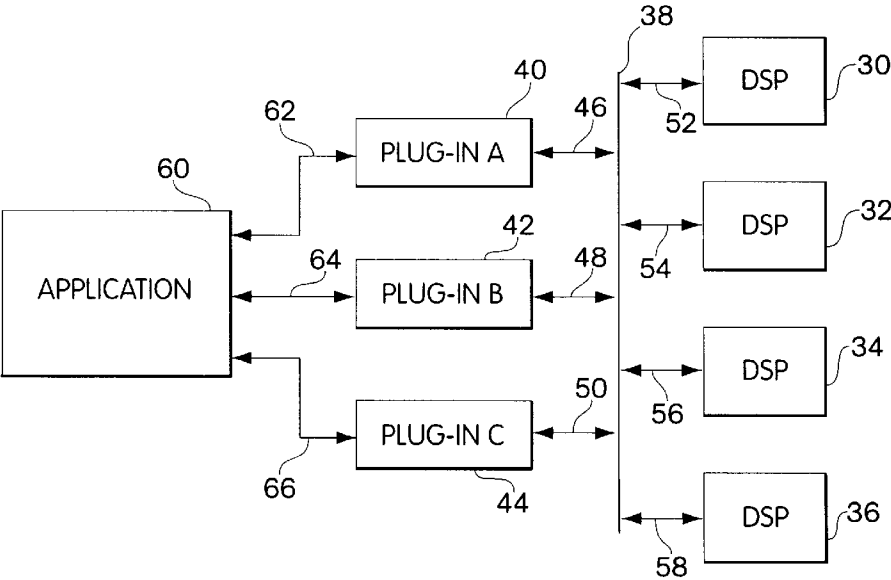 38
DSP
30
40
62
46
52
PLUG-IN A
60
32
DSP
42
64
48
54
APPLICATION
PLUG-IN B
34
DSP
50
56
PLUG-IN C
66
44
36
DSP
58